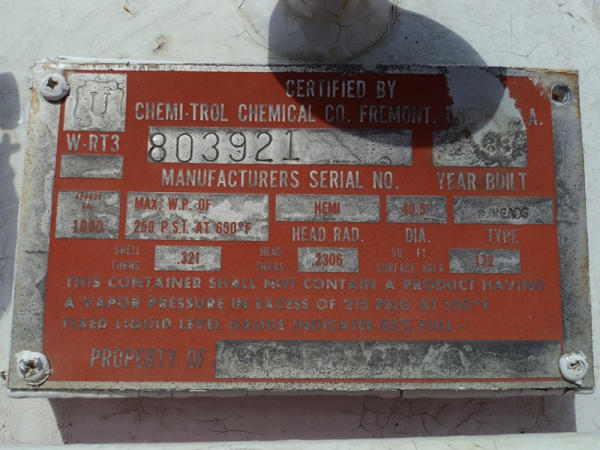 CERTIFIED BY
U
CHEMI-TROL CHEMICAL CO. FREMONT, A.
W-RT3
803921
MANUFACTURERS SERIAL NO. YEAR BUILT
1000
MAX. W.P. OF
250 P.S.I. AT 650°F
HEMI
40.5"
HEADS
HEAD RAD. DIA. TYPE
SHELL THKNS. .321 HEAD THKNS. .2306 SQ. FT. SURFACE AREA 172
THIS CONTAINER SHALL NOT CONTAIN A PRODUCT HAVING
A VAPOR PRESSURE IN EXCESS OF 215 PSIG. AT 100°F.
FIXED LIQUID LEVEL GAUGE INDICATES FULL.
PROPERTY OF